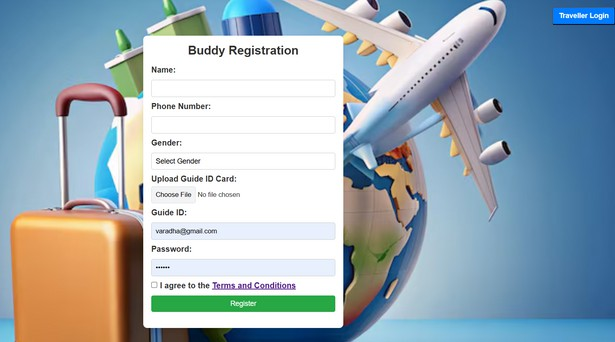 Traveller Login
Buddy Registration
Name:
Phone Number:
Gender:
Select Gender
Upload Guide ID Card:
Choose File No file chosen
Guide ID:
varadha@gmail.com
Password:
••••••
I agree to the Terms and Conditions
Register